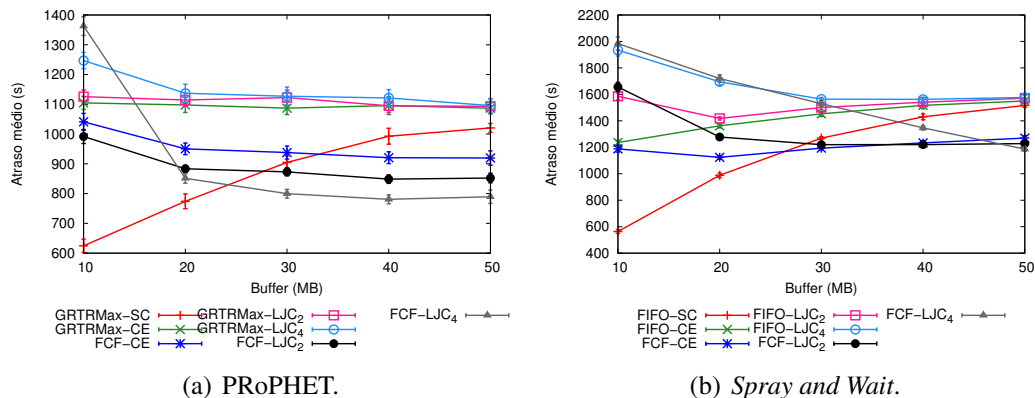 1400
1300
1200
1100
1000
900
800
700
600
Atraso médio (s)
10 20 30 40 50
Buffer (MB)
GRTRMax−SC GRTRMax−LJC2 FCF−LJC4
GRTRMax−CE GRTRMax−LJC4
FCF−CE FCF−LJC2
(a) PRoPHET.
2200
2000
1800
1600
1400
1200
1000
800
600
400
Atraso médio (s)
10 20 30 40 50
Buffer (MB)
FIFO−SC FIFO−LJC2 FCF−LJC4
FIFO−CE FIFO−LJC4
FCF−CE FCF−LJC2
(b) Spray and Wait.